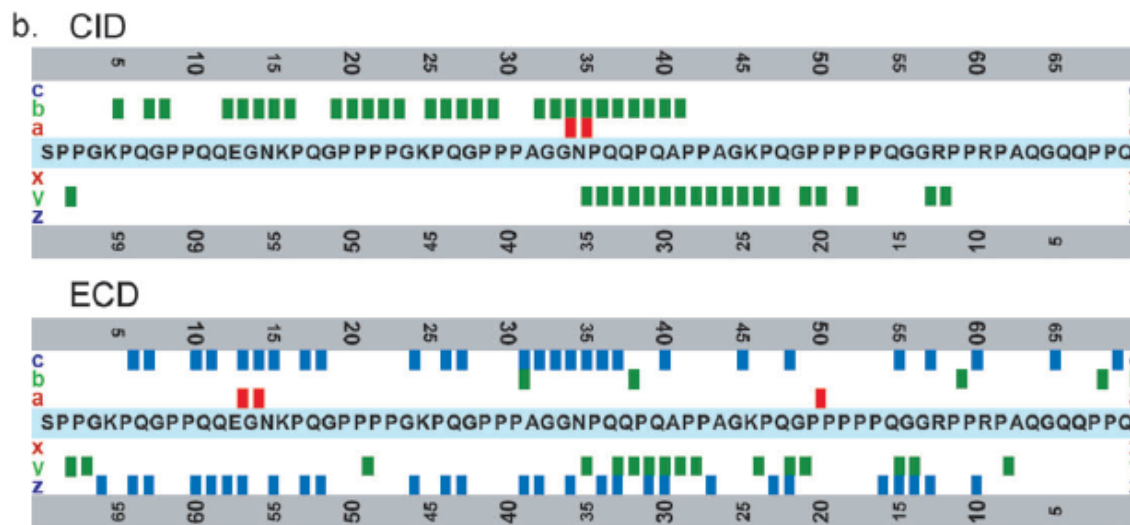 b. CID
5 10 15 20 25 30 35 40 45 50 55 60 65
c
b
a
SPPGKPQGPPQQEGNKPQGPPPPGKPQGPPPAGGNPQQPQAPPAGKPQGPPPPPQGGRPPRPAQGQQPPQ
x
y
z
65 60 55 50 45 40 35 30 25 20 15 10 5
ECD
5 10 15 20 25 30 35 40 45 50 55 60 65
c
b
a
SPPGKPQGPPQQEGNKPQGPPPPGKPQGPPPAGGNPQQPQAPPAGKPQGPPPPPQGGRPPRPAQGQQPPQ
x
y
z
65 60 55 50 45 40 35 30 25 20 15 10 5